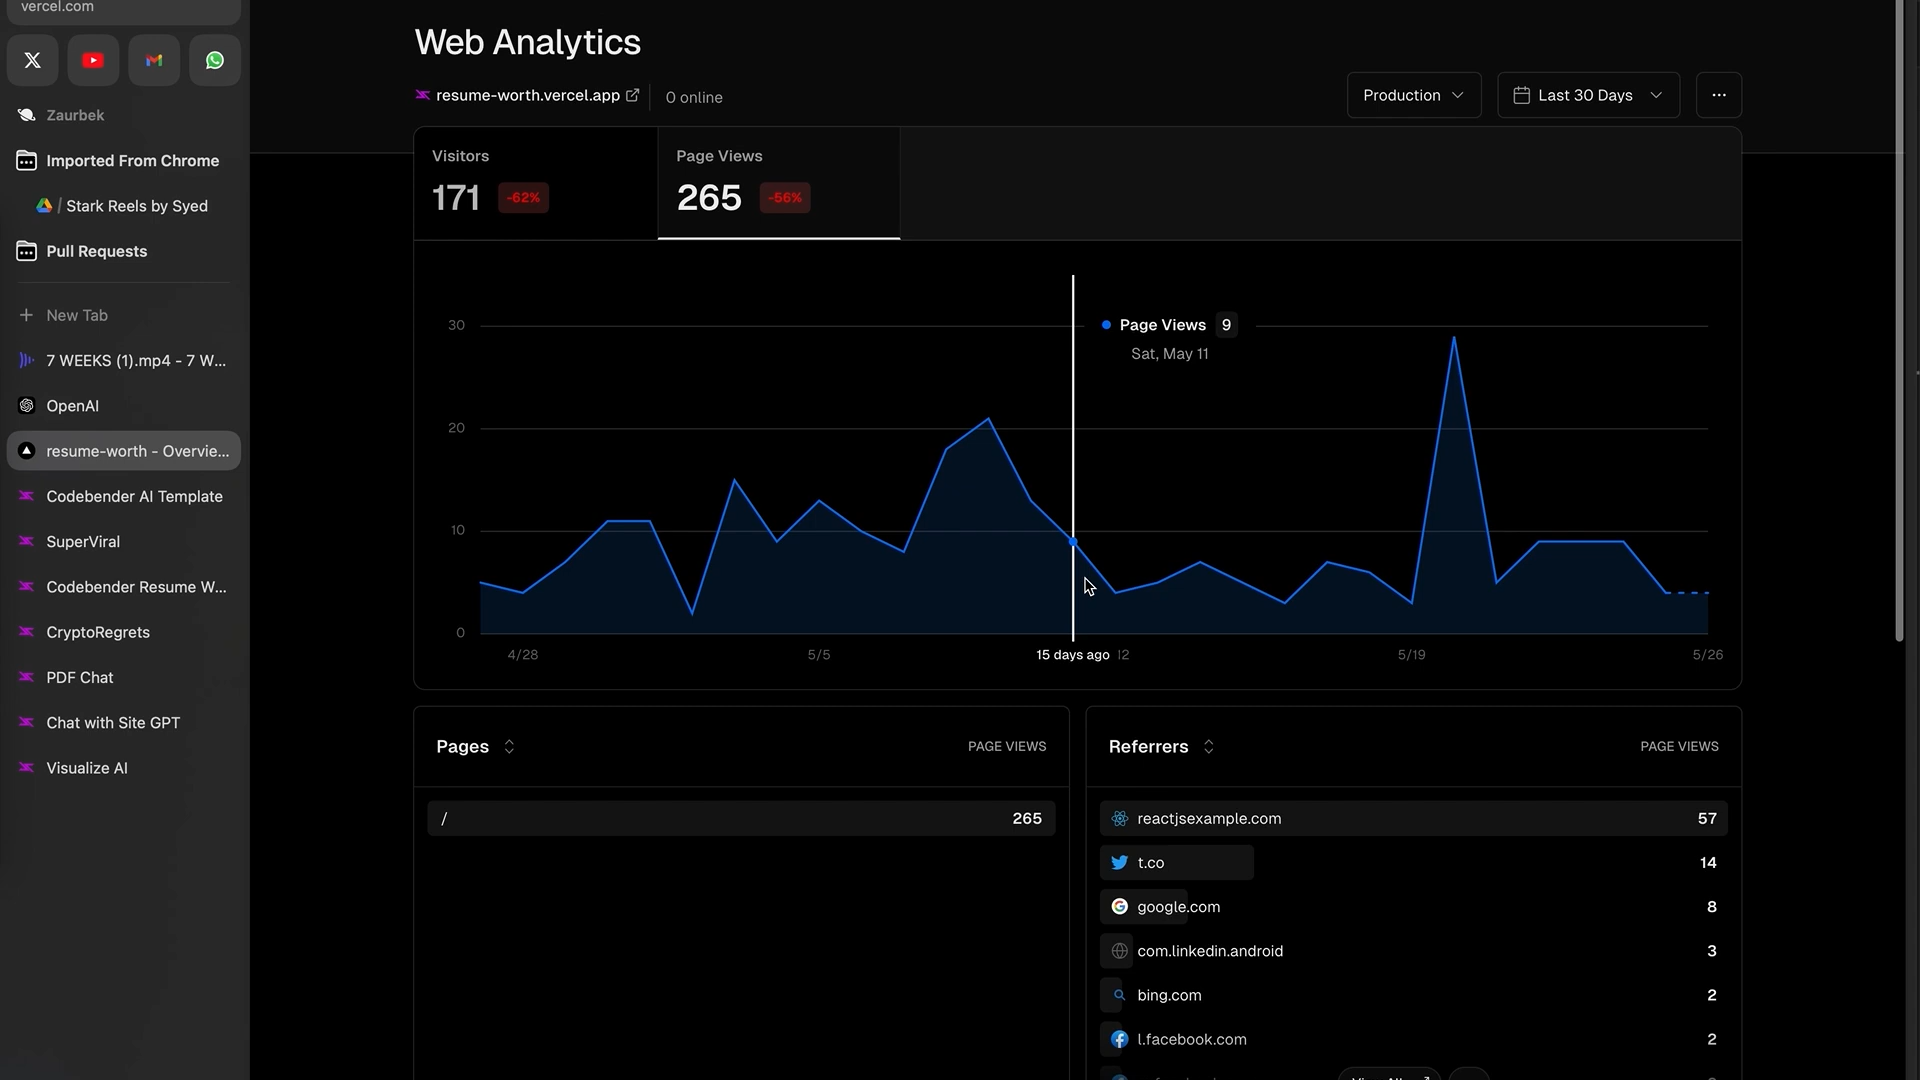 vercel.com
Zaurbek
Imported From Chrome
/ Stark Reels by Syed
Pull Requests
New Tab
7 WEEKS (1).mp4 - 7 W...
OpenAI
resume-worth - Overvie...
Codebender AI Template
SuperViral
Codebender Resume W...
CryptoRegrets
PDF Chat
Chat with Site GPT
Visualize AI
Web Analytics
resume-worth.vercel.app
0 online
Production
Last 30 Days
Visitors
171 -62%
Page Views
265 -56%
30
20
10
0
Page Views 9
Sat, May 11
4/28
5/5
15 days ago
12
5/19
5/26
Pages
PAGE VIEWS
/ 265
Referrers
PAGE VIEWS
reactjsexample.com 57
t.co 14
google.com 8
com.linkedin.android 3
bing.com 2
l.facebook.com 2